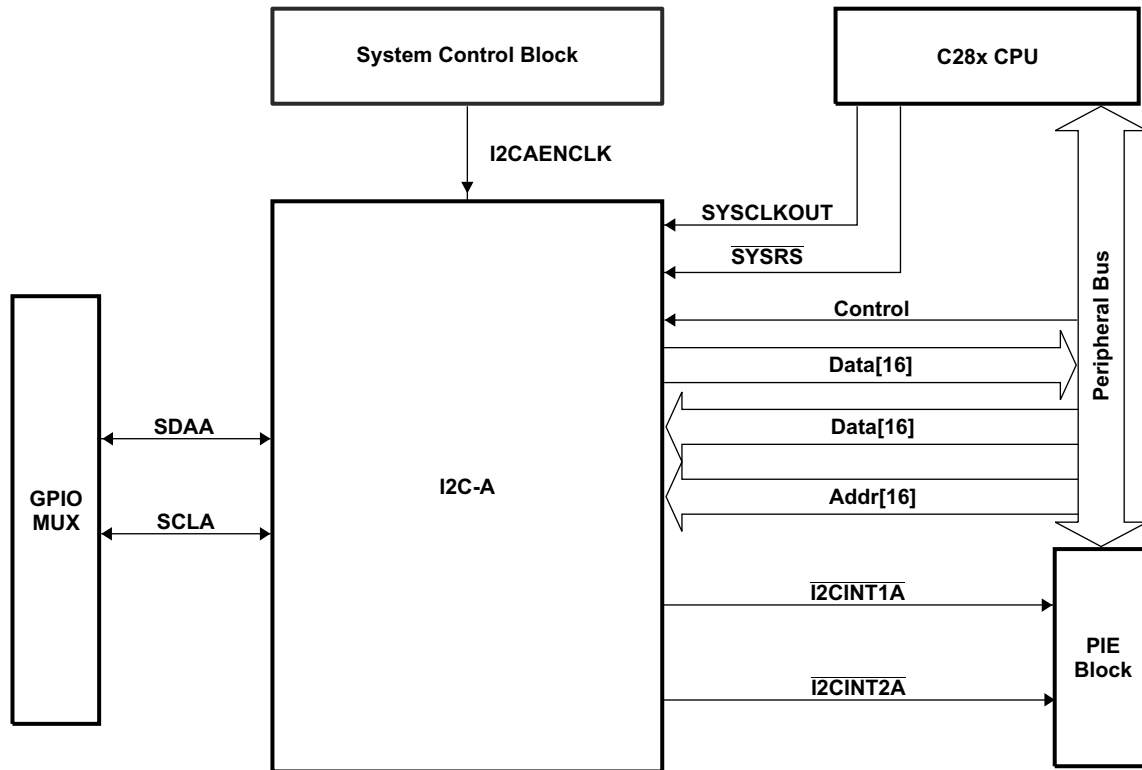 System Control Block
C28x CPU
I2CAENCLK
SYSCLKOUT
SYSRS
Control
Data[16]
Data[16]
Addr[16]
Peripheral Bus
SDAA
SCLA
GPIO
MUX
I2C-A
I2CINT1A
I2CINT2A
PIE
Block